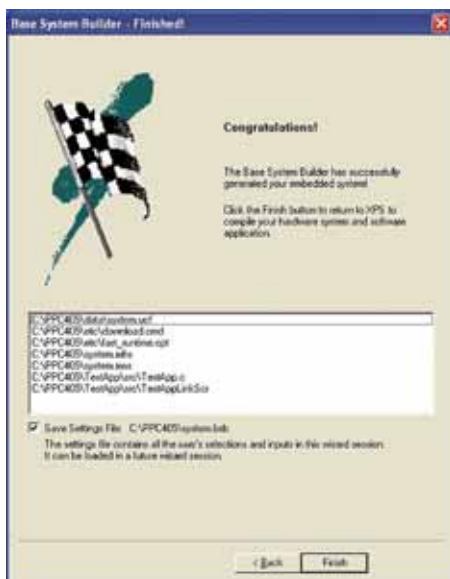 Base System Builder - Finished!
Congratulations!
The Base System Builder has successfully
generated your embedded system!
Click the Finish button to return to XPS to
compile your hardware system and software
application.
C:\PPC405\data\system.ucf
C:\PPC405\etc\download.cmd
C:\PPC405\etc\fast_runtime.opt
C:\PPC405\system.mhs
C:\PPC405\system.mss
C:\PPC405\TestApp\src\TestApp.c
C:\PPC405\TestApp\src\TestAppLinkScr
Save Settings File: C:\PPC405\system.bsb
The settings file contains all the user's selections and inputs in this wizard session.
It can be loaded in a future wizard session.
< Back
Finish